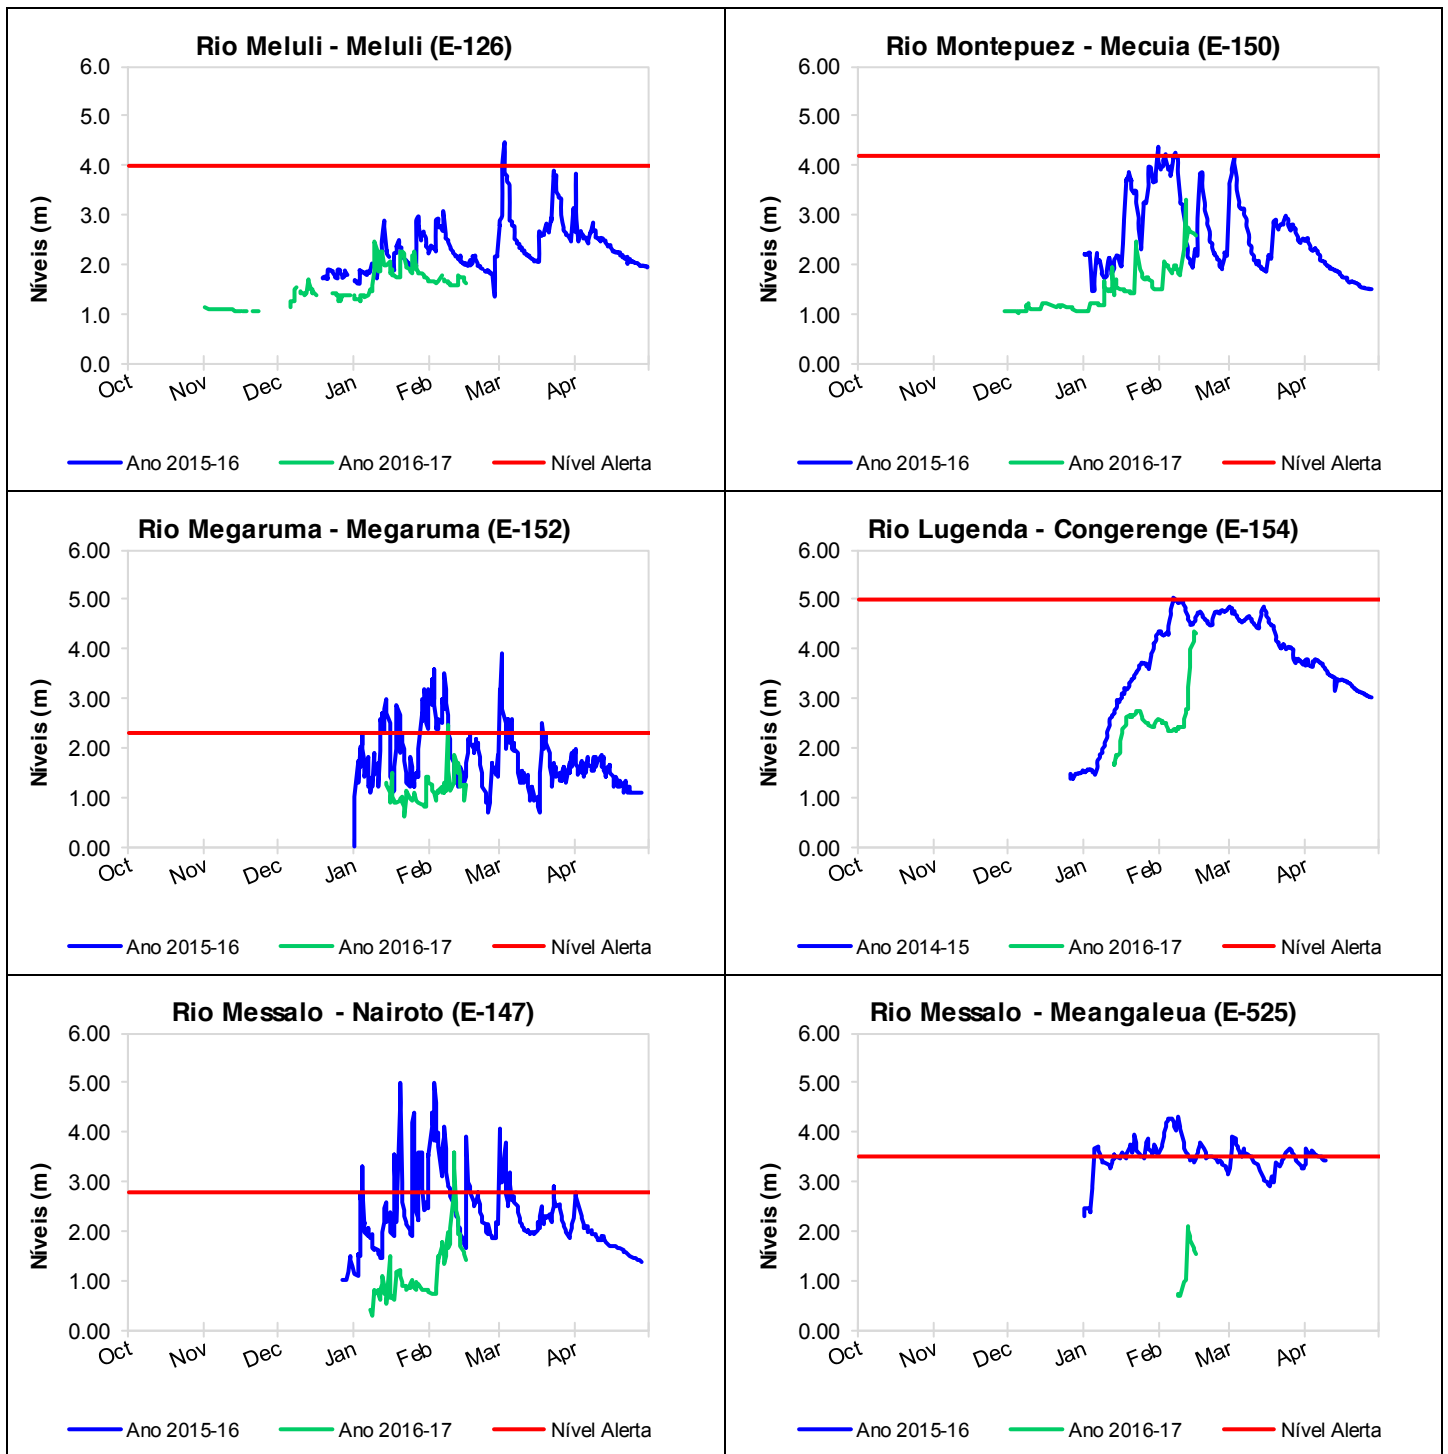 Rio Meluli - Meluli (E-126)
6.0
5.0
4.0
3.0
2.0
1.0
0.0
Níveis (m)
Oct Nov Dec Jan Feb Mar Apr
Ano 2015-16 Ano 2016-17 Nível Alerta
Rio Montepuez - Mecuia (E-150)
6.00
5.00
4.00
3.00
2.00
1.00
0.00
Níveis (m)
Oct Nov Dec Jan Feb Mar Apr
Ano 2015-16 Ano 2016-17 Nível Alerta
Rio Megaruma - Megaruma (E-152)
6.00
5.00
4.00
3.00
2.00
1.00
0.00
Níveis (m)
Oct Nov Dec Jan Feb Mar Apr
Ano 2015-16 Ano 2016-17 Nível Alerta
Rio Lugenda - Congerenge (E-154)
6.00
5.00
4.00
3.00
2.00
1.00
0.00
Níveis (m)
Oct Nov Dec Jan Feb Mar Apr
Ano 2014-15 Ano 2016-17 Nível Alerta
Rio Messalo - Nairoto (E-147)
6.00
5.00
4.00
3.00
2.00
1.00
0.00
Níveis (m)
Oct Nov Dec Jan Feb Mar Apr
Ano 2015-16 Ano 2016-17 Nível Alerta
Rio Messalo - Meangaleua (E-525)
6.00
5.00
4.00
3.00
2.00
1.00
0.00
Níveis (m)
Oct Nov Dec Jan Feb Mar Apr
Ano 2015-16 Ano 2016-17 Nível Alerta